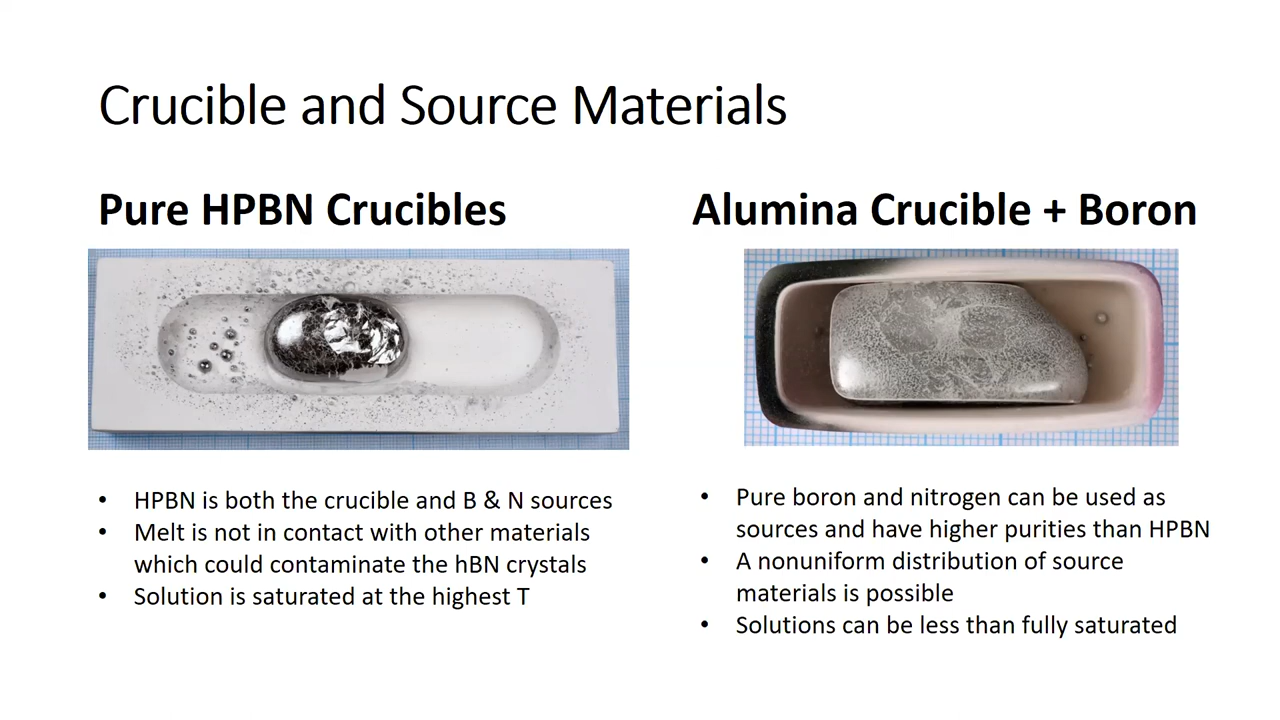 Crucible and Source Materials
Pure HPBN Crucibles
• HPBN is both the crucible and B & N sources
• Melt is not in contact with other materials
which could contaminate the hBN crystals
• Solution is saturated at the highest T
Alumina Crucible + Boron
• Pure boron and nitrogen can be used as
sources and have higher purities than HPBN
• A nonuniform distribution of source
materials is possible
• Solutions can be less than fully saturated